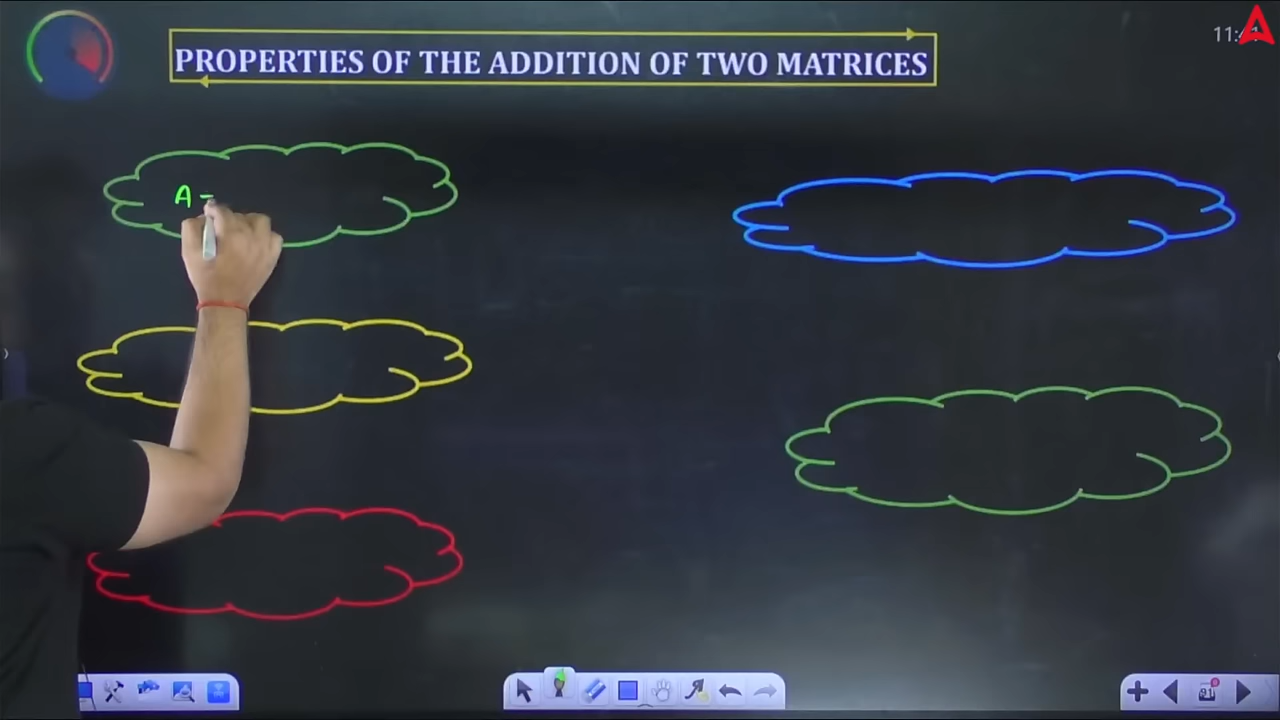 PROPERTIES OF THE ADDITION OF TWO MATRICES
A -